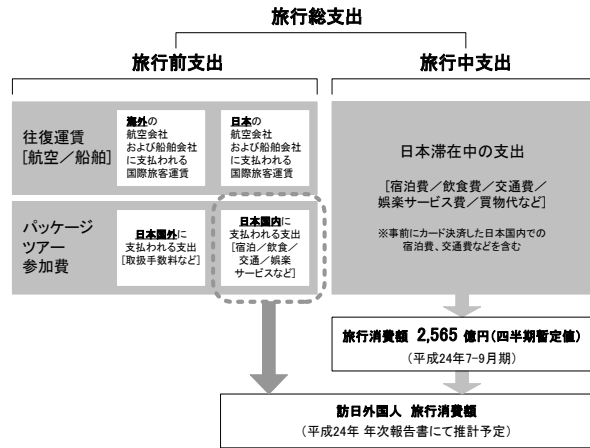 旅行総支出
旅行前支出
旅行中支出
往復運賃
[航空／船舶]
海外の
航空会社
および船舶会社
に支払われる
国際旅客運賃
日本の
航空会社
および船舶会社
に支払われる
国際旅客運賃
パッケージ
ツアー
参加費
日本国外に
支払われる支出
[取扱手数料など]
日本国内に
支払われる支出
[宿泊／飲食／
交通／娯楽
サービスなど]
日本滞在中の支出
[宿泊費／飲食費／交通費／
娯楽サービス費／買物代など]
※事前にカード決済した日本国内での
宿泊費、交通費などを含む
旅行消費額 2,565 億円(四半期暫定値)
(平成24年7-9月期)
訪日外国人 旅行消費額
(平成24年 年次報告書にて推計予定)